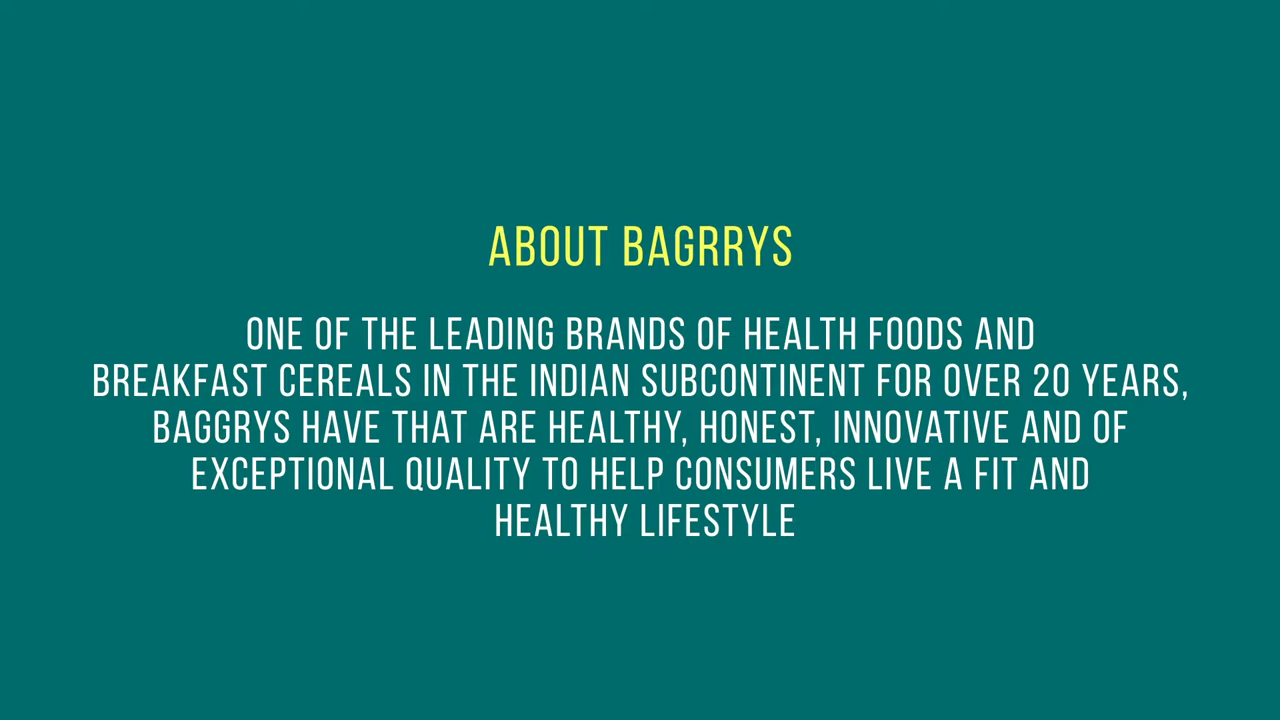 ABOUT BAGRRYS
ONE OF THE LEADING BRANDS OF HEALTH FOODS AND
BREAKFAST CEREALS IN THE INDIAN SUBCONTINENT FOR OVER 20 YEARS,
BAGGRYS HAVE THAT ARE HEALTHY, HONEST, INNOVATIVE AND OF
EXCEPTIONAL QUALITY TO HELP CONSUMERS LIVE A FIT AND
HEALTHY LIFESTYLE